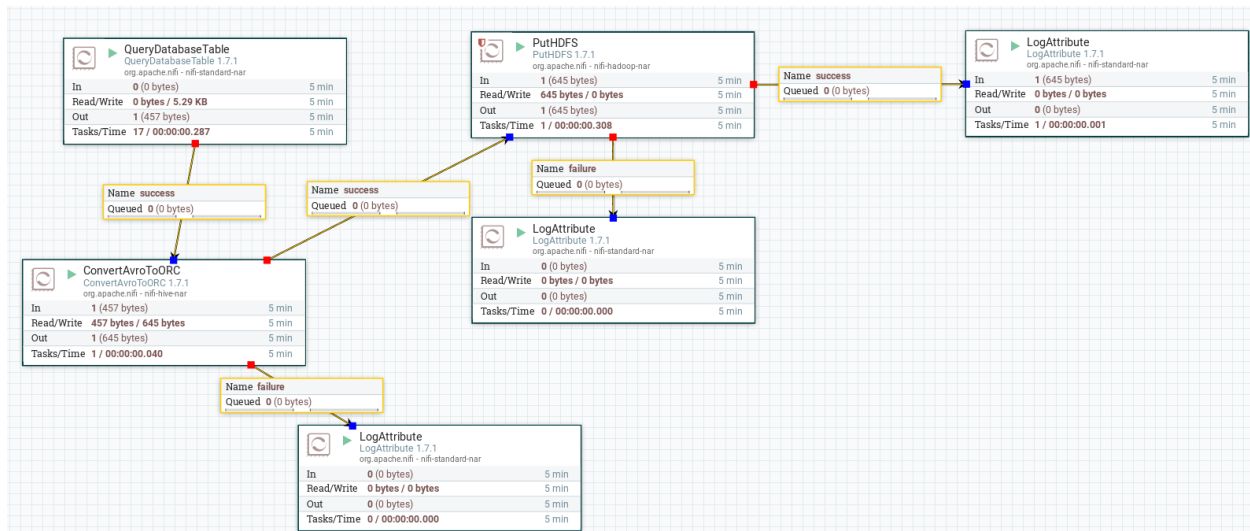 QueryDatabaseTable
QueryDatabaseTable 1.7.1
org.apache.nifi - nifi-standard-nar
In 0 (0 bytes) 5 min
Read/Write 0 bytes / 5.29 KB 5 min
Out 1 (457 bytes) 5 min
Tasks/Time 17 / 00:00:00.287 5 min
PutHDFS
PutHDFS 1.7.1
org.apache.nifi - nifi-hadoop-nar
In 1 (645 bytes) 5 min
Read/Write 645 bytes / 0 bytes 5 min
Out 1 (645 bytes) 5 min
Tasks/Time 1 / 00:00:00.308 5 min
Name success
Queued 0 (0 bytes)
LogAttribute
LogAttribute 1.7.1
org.apache.nifi - nifi-standard-nar
In 1 (645 bytes) 5 min
Read/Write 0 bytes / 0 bytes 5 min
Out 0 (0 bytes) 5 min
Tasks/Time 1 / 00:00:00.001 5 min
Name success
Queued 0 (0 bytes)
Name success
Queued 0 (0 bytes)
Name failure
Queued 0 (0 bytes)
LogAttribute
LogAttribute 1.7.1
org.apache.nifi - nifi-standard-nar
In 0 (0 bytes) 5 min
Read/Write 0 bytes / 0 bytes 5 min
Out 0 (0 bytes) 5 min
Tasks/Time 0 / 00:00:00.000 5 min
ConvertAvroToORC
ConvertAvroToORC 1.7.1
org.apache.nifi - nifi-hive-nar
In 1 (457 bytes) 5 min
Read/Write 457 bytes / 645 bytes 5 min
Out 1 (645 bytes) 5 min
Tasks/Time 1 / 00:00:00.040 5 min
Name failure
Queued 0 (0 bytes)
LogAttribute
LogAttribute 1.7.1
org.apache.nifi - nifi-standard-nar
In 0 (0 bytes) 5 min
Read/Write 0 bytes / 0 bytes 5 min
Out 0 (0 bytes) 5 min
Tasks/Time 0 / 00:00:00.000 5 min